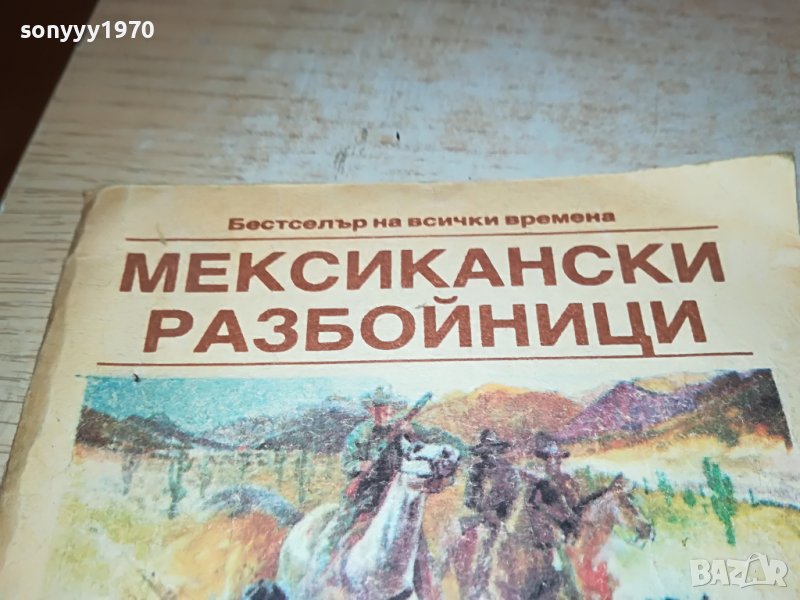 sonyyy1970
Бестселър на всички времена
МЕКСИКАНСКИ
РАЗБОЙНИЦИ
BAZAR